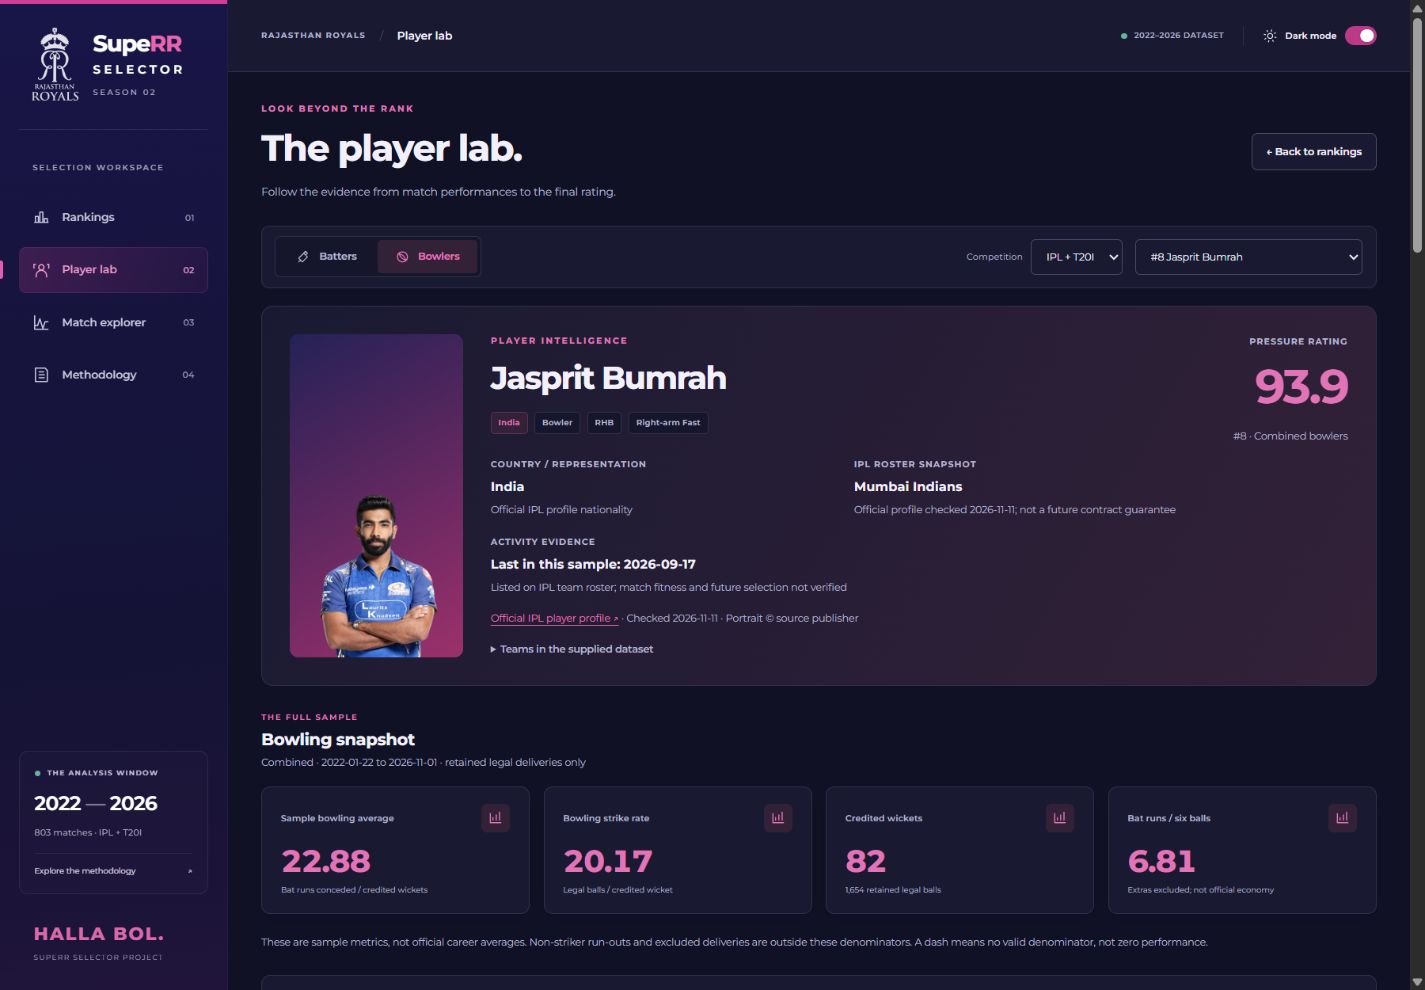 RAJASTHAN
ROYALS
SupeRR
SELECTOR
SEASON 02
SELECTION WORKSPACE
Rankings 01
Player lab 02
Match explorer 03
Methodology 04
THE ANALYSIS WINDOW
2022 — 2026
803 matches · IPL + T20I
Explore the methodology ↗
HALLA BOL.
SUPERR SELECTOR PROJECT
RAJASTHAN ROYALS / Player lab
2022–2026 DATASET
Dark mode
LOOK BEYOND THE RANK
The player lab.
Follow the evidence from match performances to the final rating.
← Back to rankings
Batters
Bowlers
Competition
IPL + T20I
#8 Jasprit Bumrah
PLAYER INTELLIGENCE
Jasprit Bumrah
India
Bowler
RHB
Right-arm Fast
PRESSURE RATING
93.9
#8 · Combined bowlers
COUNTRY / REPRESENTATION
India
Official IPL profile nationality
IPL ROSTER SNAPSHOT
Mumbai Indians
Official profile checked 2026-11-11; not a future contract guarantee
ACTIVITY EVIDENCE
Last in this sample: 2026-09-17
Listed on IPL team roster; match fitness and future selection not verified
Official IPL player profile ↗ · Checked 2026-11-11 · Portrait © source publisher
▸ Teams in the supplied dataset
Lauritz
Knudsen
THE FULL SAMPLE
Bowling snapshot
Combined · 2022-01-22 to 2026-11-01 · retained legal deliveries only
Sample bowling average
22.88
Bat runs conceded / credited wickets
Bowling strike rate
20.17
Legal balls / credited wicket
Credited wickets
82
1,654 retained legal balls
Bat runs / six balls
6.81
Extras excluded; not official economy
These are sample metrics, not official career averages. Non-striker run-outs and excluded deliveries are outside these denominators. A dash means no valid denominator, not zero performance.